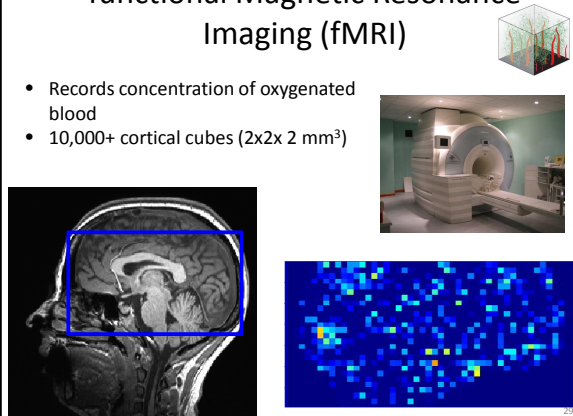 functional Magnetic Resonance
Imaging (fMRI)
• Records concentration of oxygenated
blood
• 10,000+ cortical cubes (2x2x 2 mm³)
29